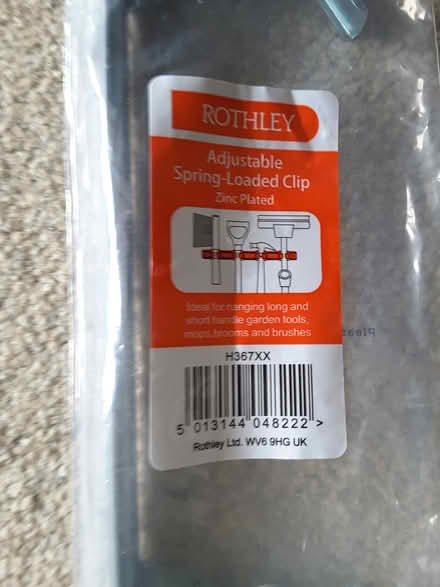 ROTHLEY
Adjustable
Spring-Loaded Clip
Zinc Plated
Ideal for hanging long and
short handle garden tools,
mops,brooms and brushes
H367XX
5 013144 048222 >
Rothley Ltd. WV6 9HG UK